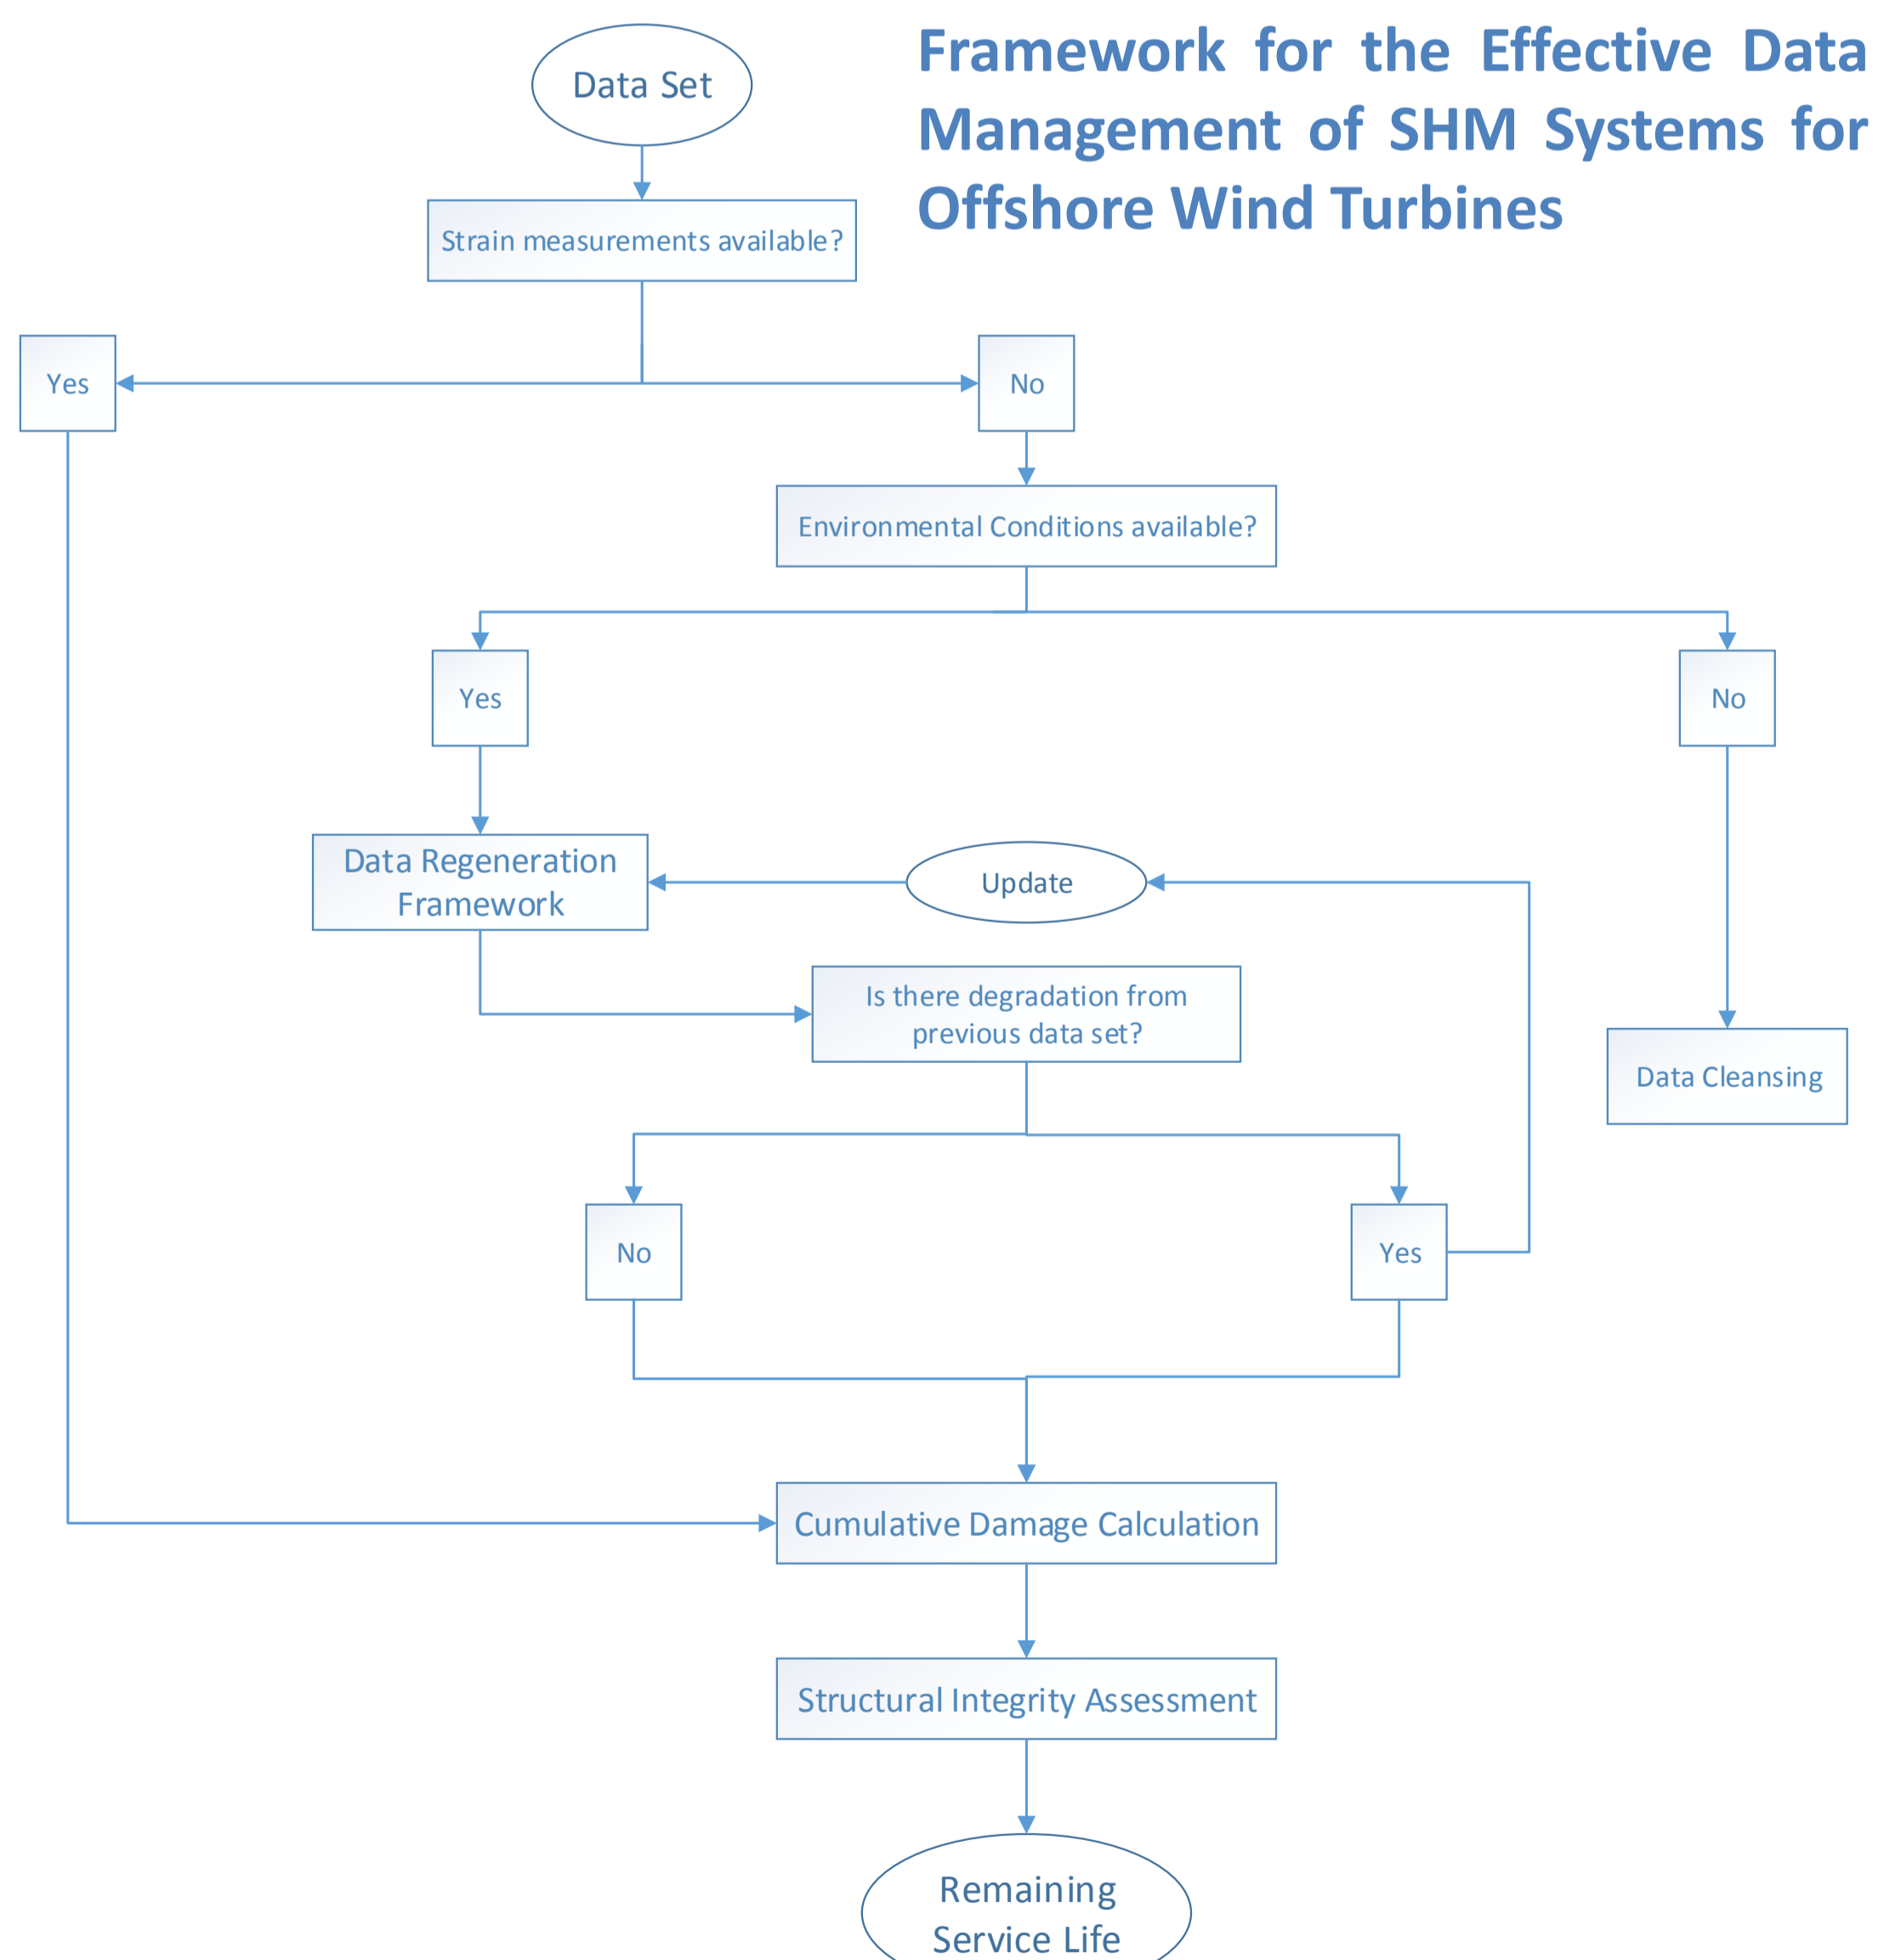 Framework for the Effective Data
Management of SHM Systems for
Offshore Wind Turbines
Data Set
Strain measurements available?
Yes
No
Environmental Conditions available?
Yes
No
Data Regeneration
Framework
Update
Is there degradation from
previous data set?
Data Cleansing
No
Yes
Cumulative Damage Calculation
Structural Integrity Assessment
Remaining
Service Life